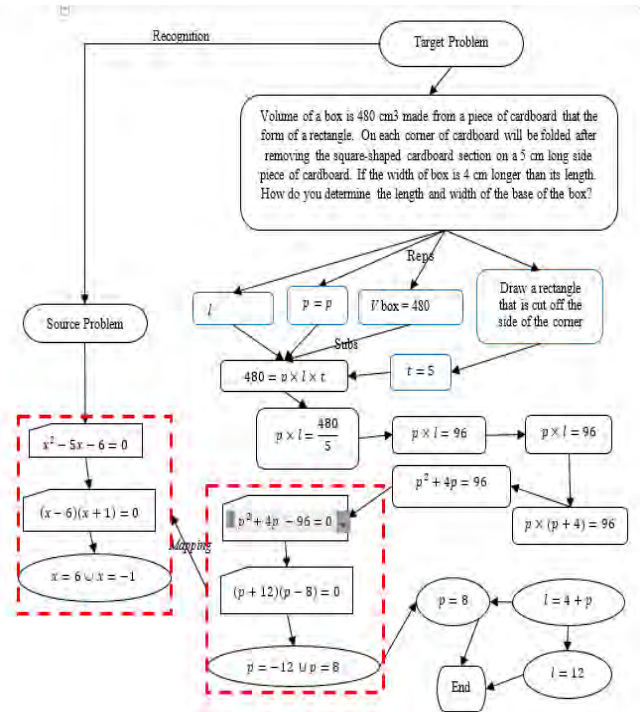 Recognition
Target Problem
Volume of a box is 480 cm3 made from a piece of cardboard that the
form of a rectangle. On each corner of cardboard will be folded after
removing the square-shaped cardboard section on a 5 cm long side
piece of cardboard. If the width of box is 4 cm longer than its length.
How do you determine the length and width of the base of the box?
Reps
l
p = p
V box = 480
Draw a rectangle
that is cut off the
side of the corner
Source Problem
Subs
480 = p × l × t
t = 5
p × l = 480/5
p × l = 96
p × l = 96
x² − 5x − 6 = 0
p² + 4p = 96
(x − 6)(x + 1) = 0
p² + 4p − 96 = 0
p × (p + 4) = 96
Mapping
x = 6 ∪ x = −1
(p + 12)(p − 8) = 0
p = 8
l = 4 + p
p = −12 ∪ p = 8
End
l = 12